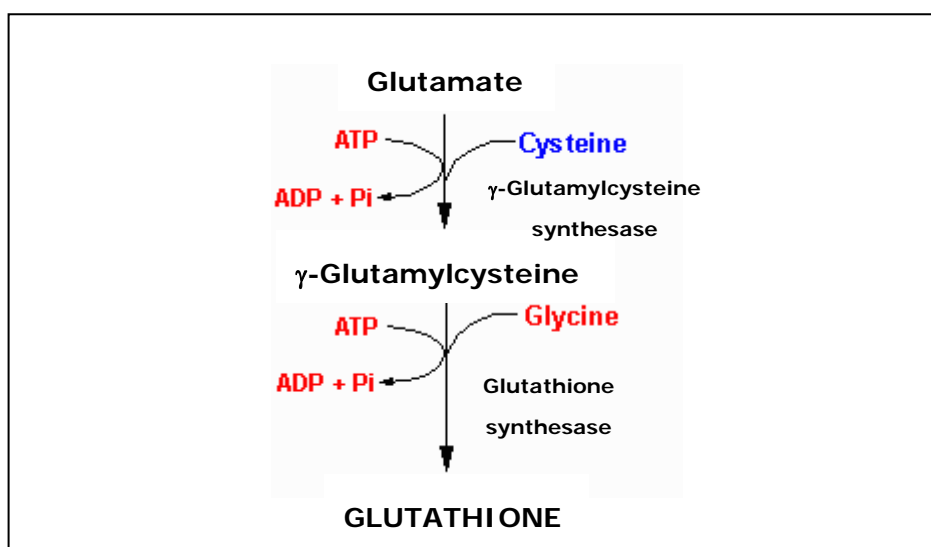 Glutamate
ATP
Cysteine
ADP + Pi
γ-Glutamylcysteine
synthesase
γ-Glutamylcysteine
ATP
Glycine
ADP + Pi
Glutathione
synthesase
GLUTATHIONE